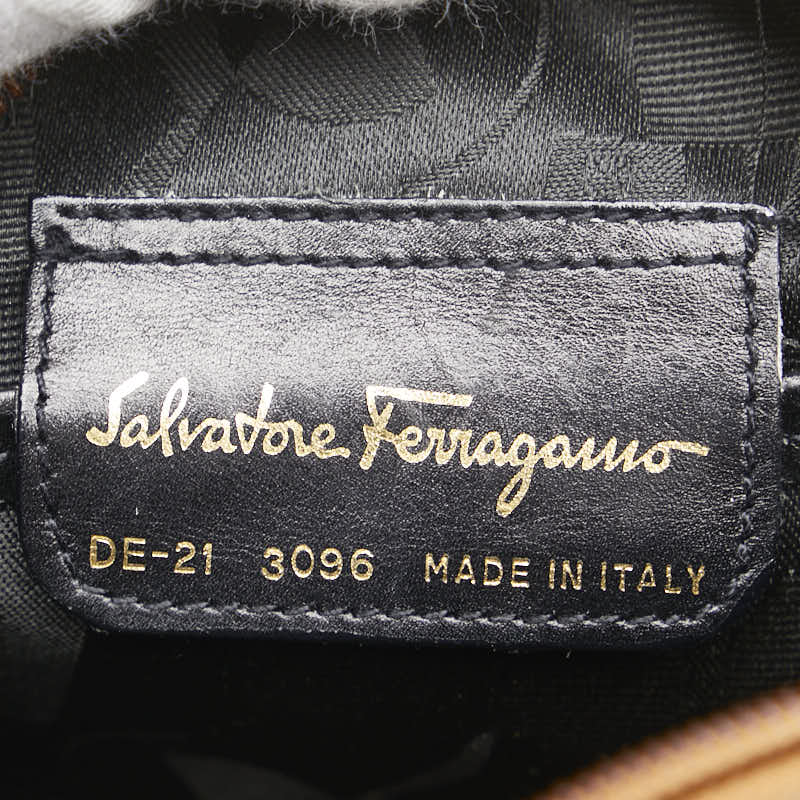 Salvatore Ferragamo
DE-21 3096 MADE IN ITALY